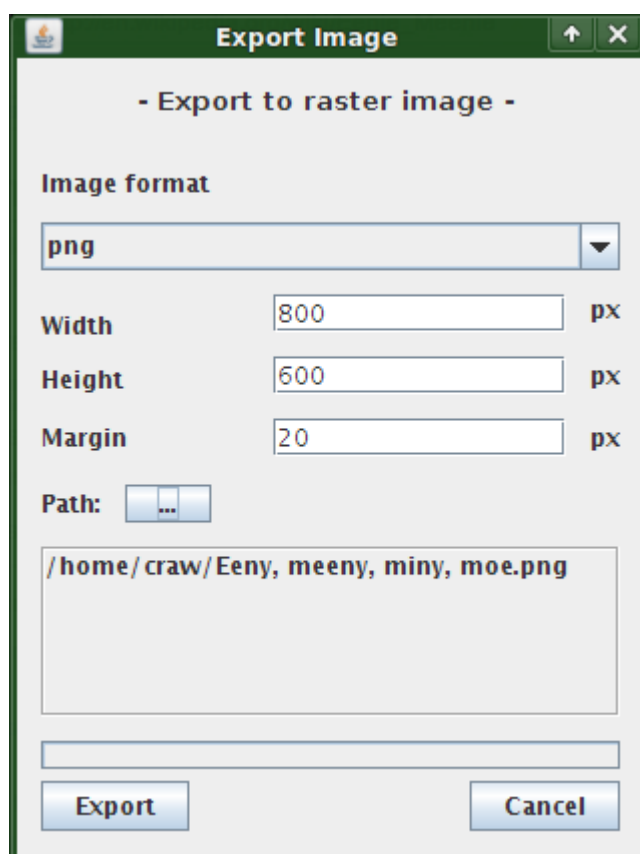 Export Image
- Export to raster image -
Image format
png
Width 800 px
Height 600 px
Margin 20 px
Path: ...
/home/craw/Eeny, meeny, miny, moe.png
Export Cancel